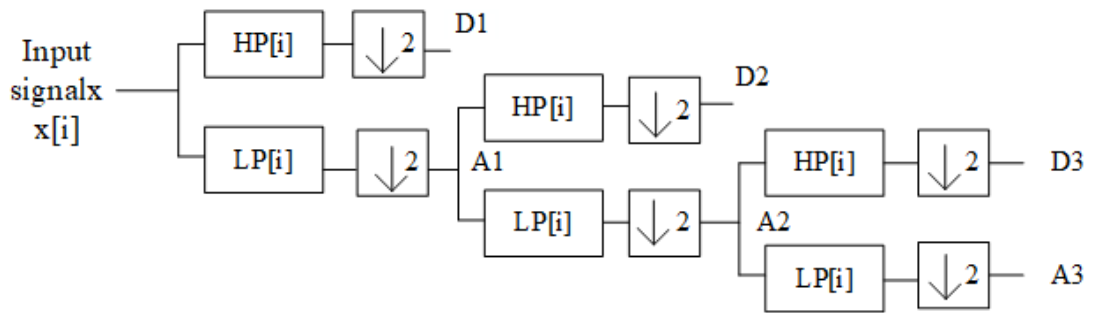 D1
HP[i] 2
Input
signalx
x[i]
D2
HP[i] 2
LP[i] 2 A1
HP[i] 2 D3
LP[i] 2 A2
LP[i] 2 A3